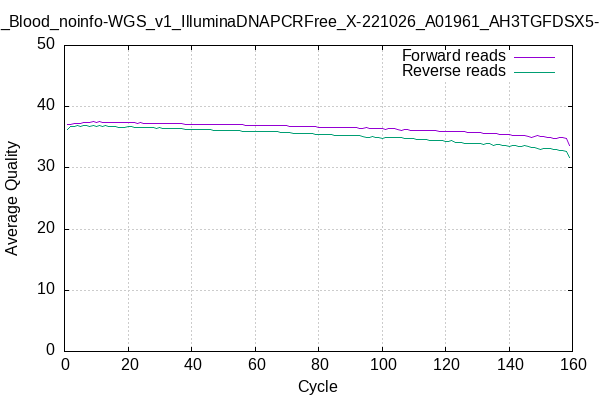 _Blood_noinfo-WGS_v1_IlluminaDNAPCRFree_X-221026_A01961_AH3TGFDSX5-
Forward reads
Reverse reads
50
40
30
20
10
0
Average Quality
0 20 40 60 80 100 120 140 160
Cycle